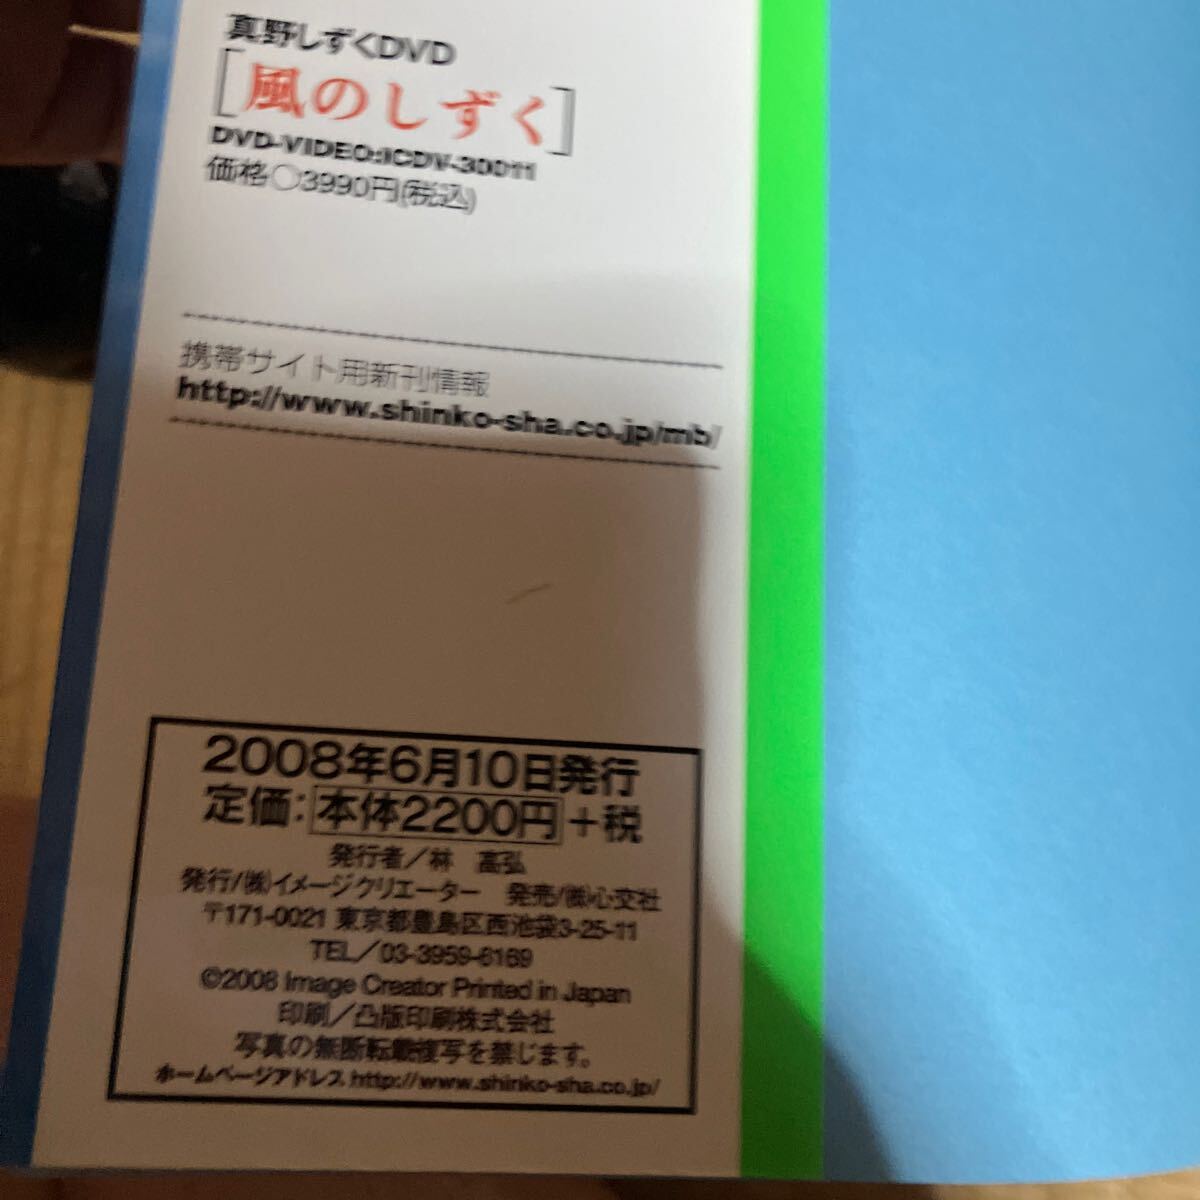 真野しずくDVD
[風のしずく]
DVD-VIDEO:ICDV-30011
価格○3990円(税込)
携帯サイト用新刊情報
http://www.shinko-sha.co.jp/mb/
2008年6月10日発行
定価:本体2200円+税
発行者/林 高弘
発行/㈱イメージクリエーター 発売/㈱心交社
〒171-0021 東京都豊島区西池袋3-25-11
TEL/03-3959-6169
©2008 Image Creator Printed in Japan
印刷/凸版印刷株式会社
写真の無断転載複写を禁じます。
ホームページアドレス http://www.shinko-sha.co.jp/